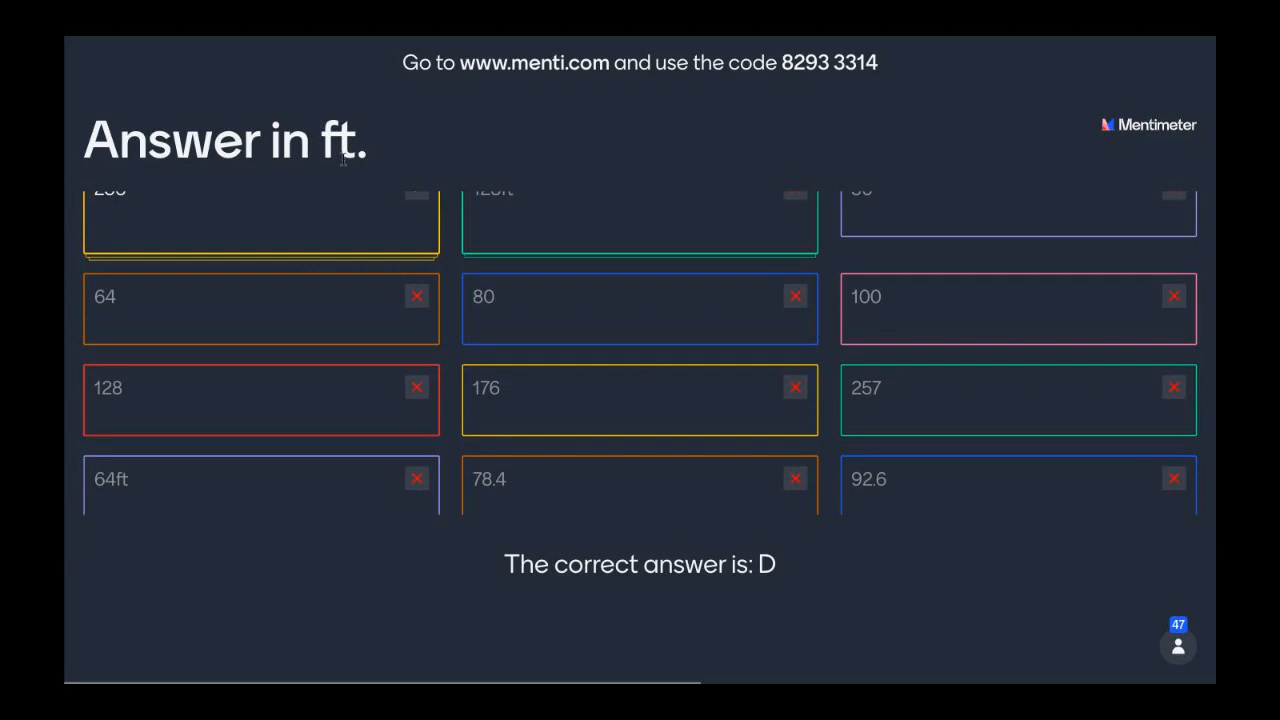 Go to www.menti.com and use the code 8293 3314
Answer in ft.
Mentimeter
64
80
100
128
176
257
64ft
78.4
92.6
The correct answer is: D
47